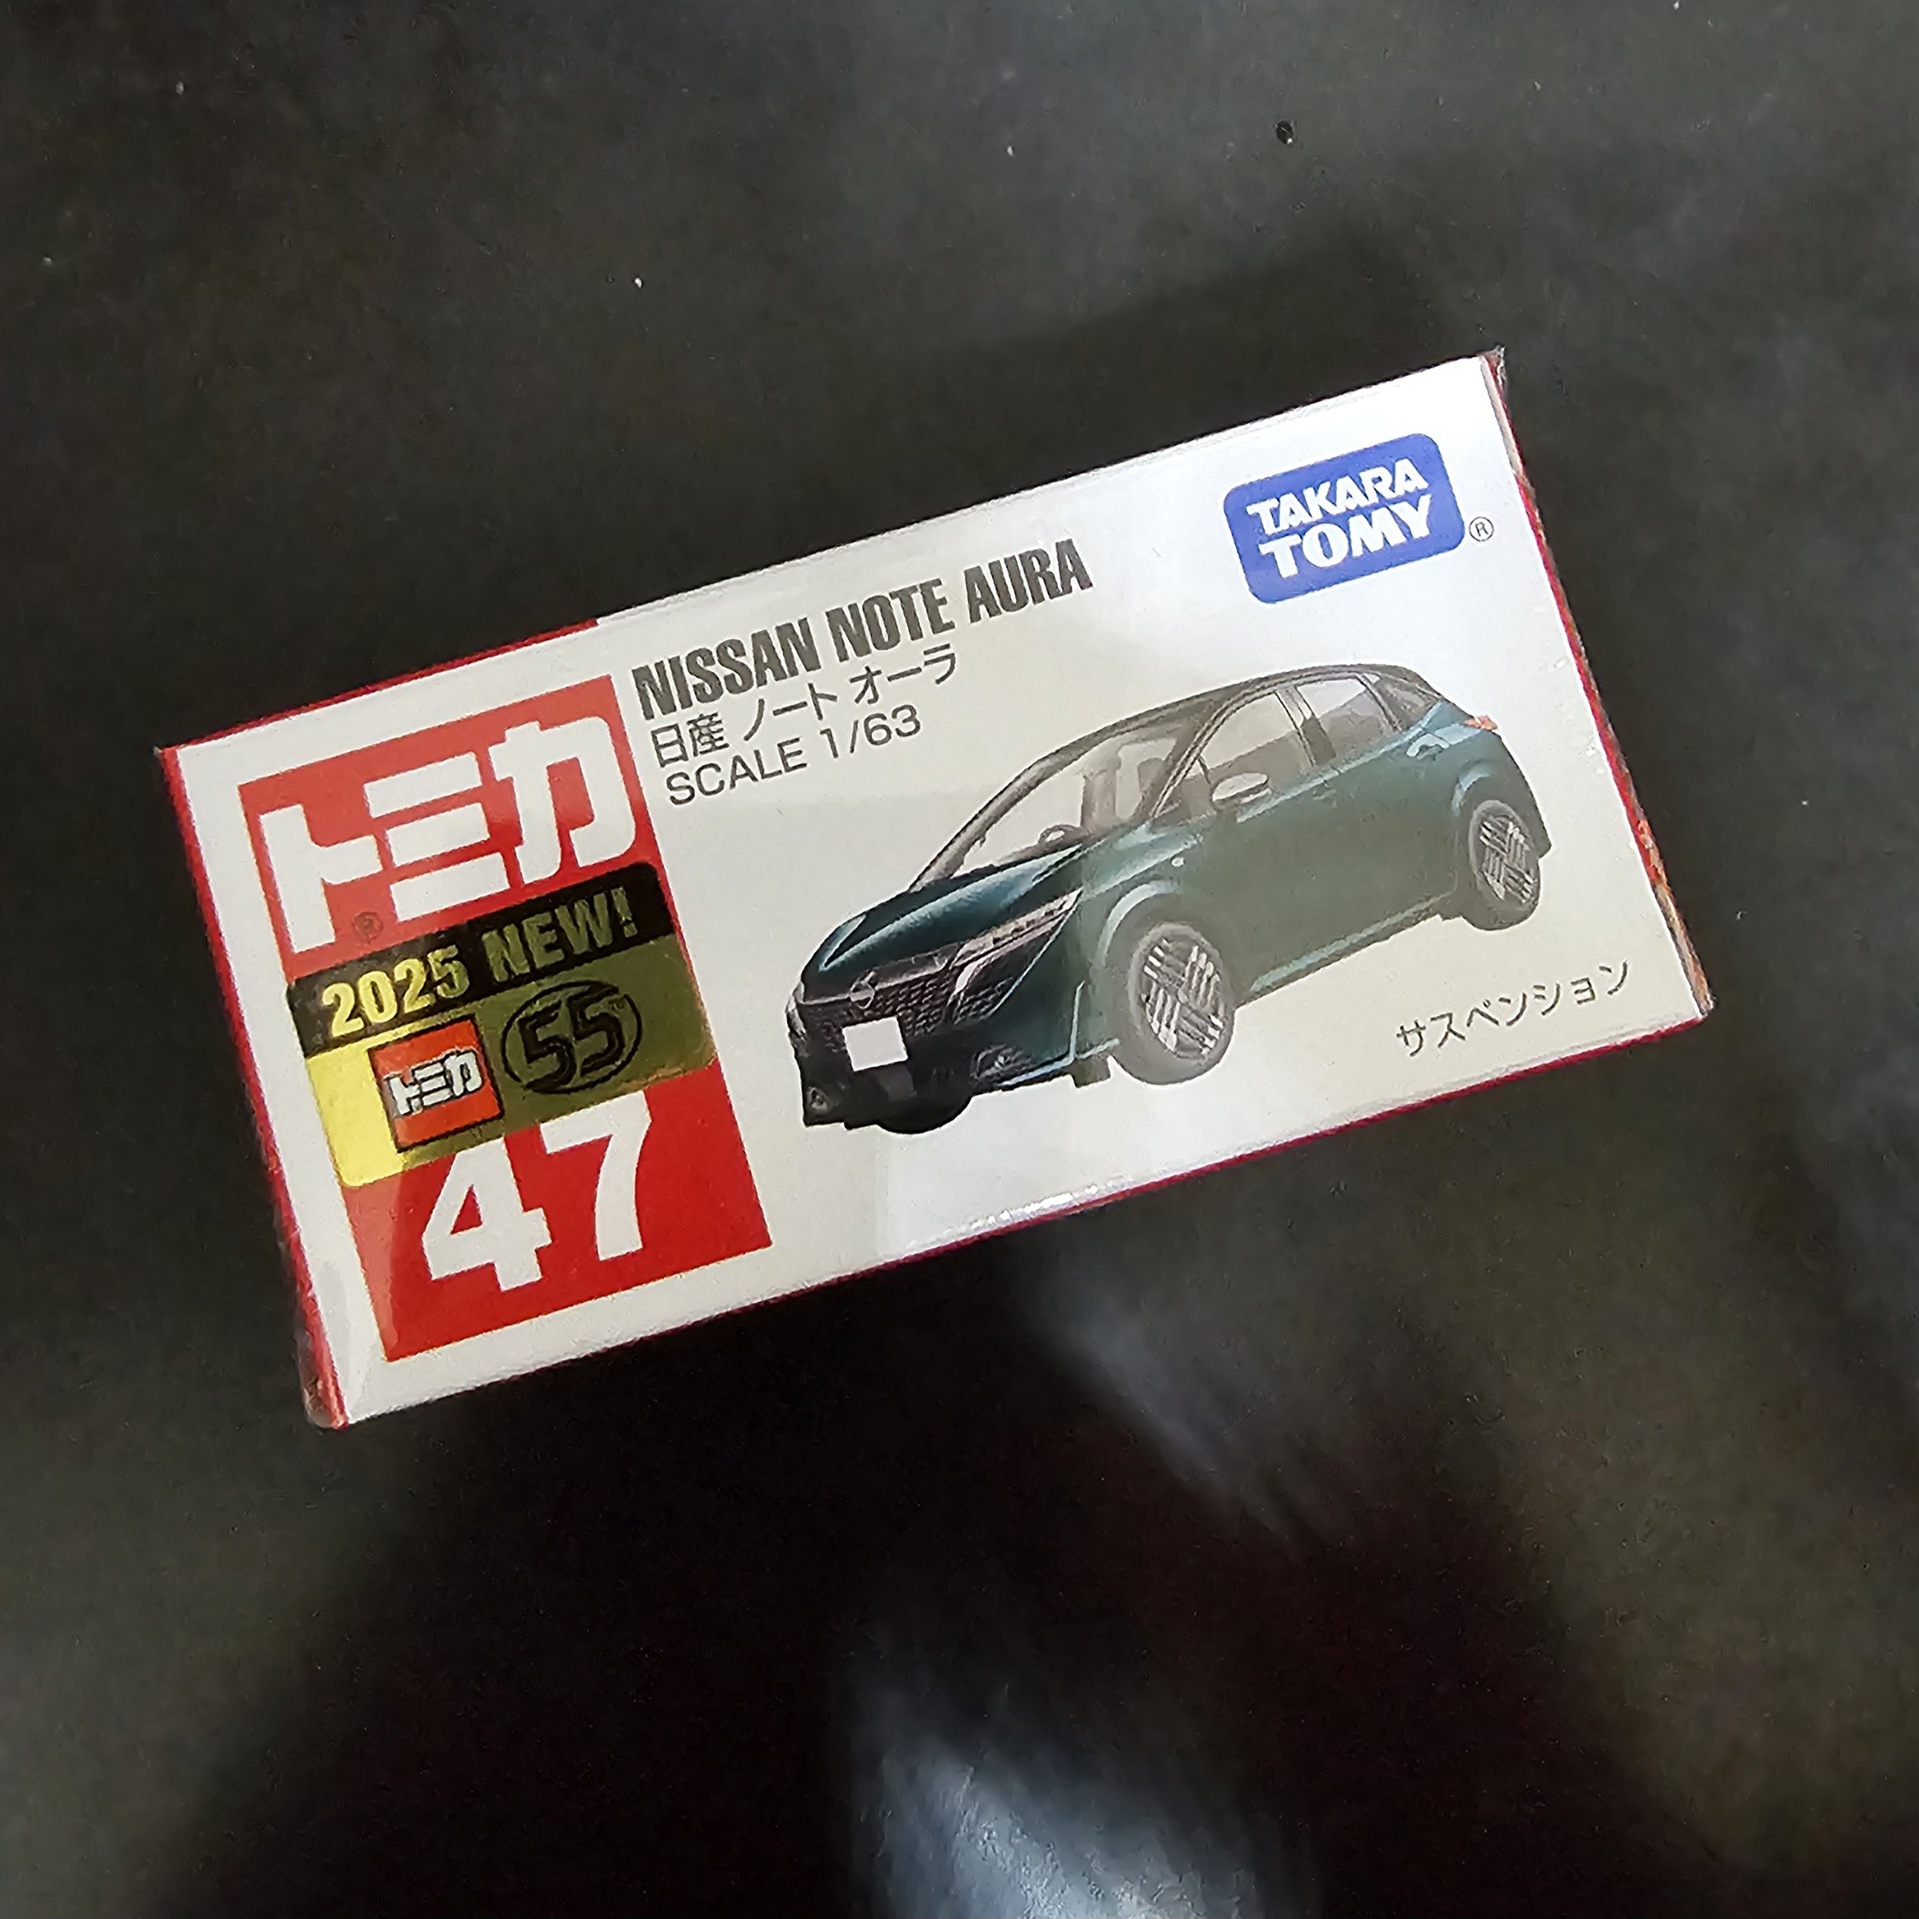 TAKARA
TOMY®
NISSAN NOTE AURA
日産 ノート オーラ
SCALE 1/63
トミカ®
2025 NEW!
トミカ 55
47
サスペンション